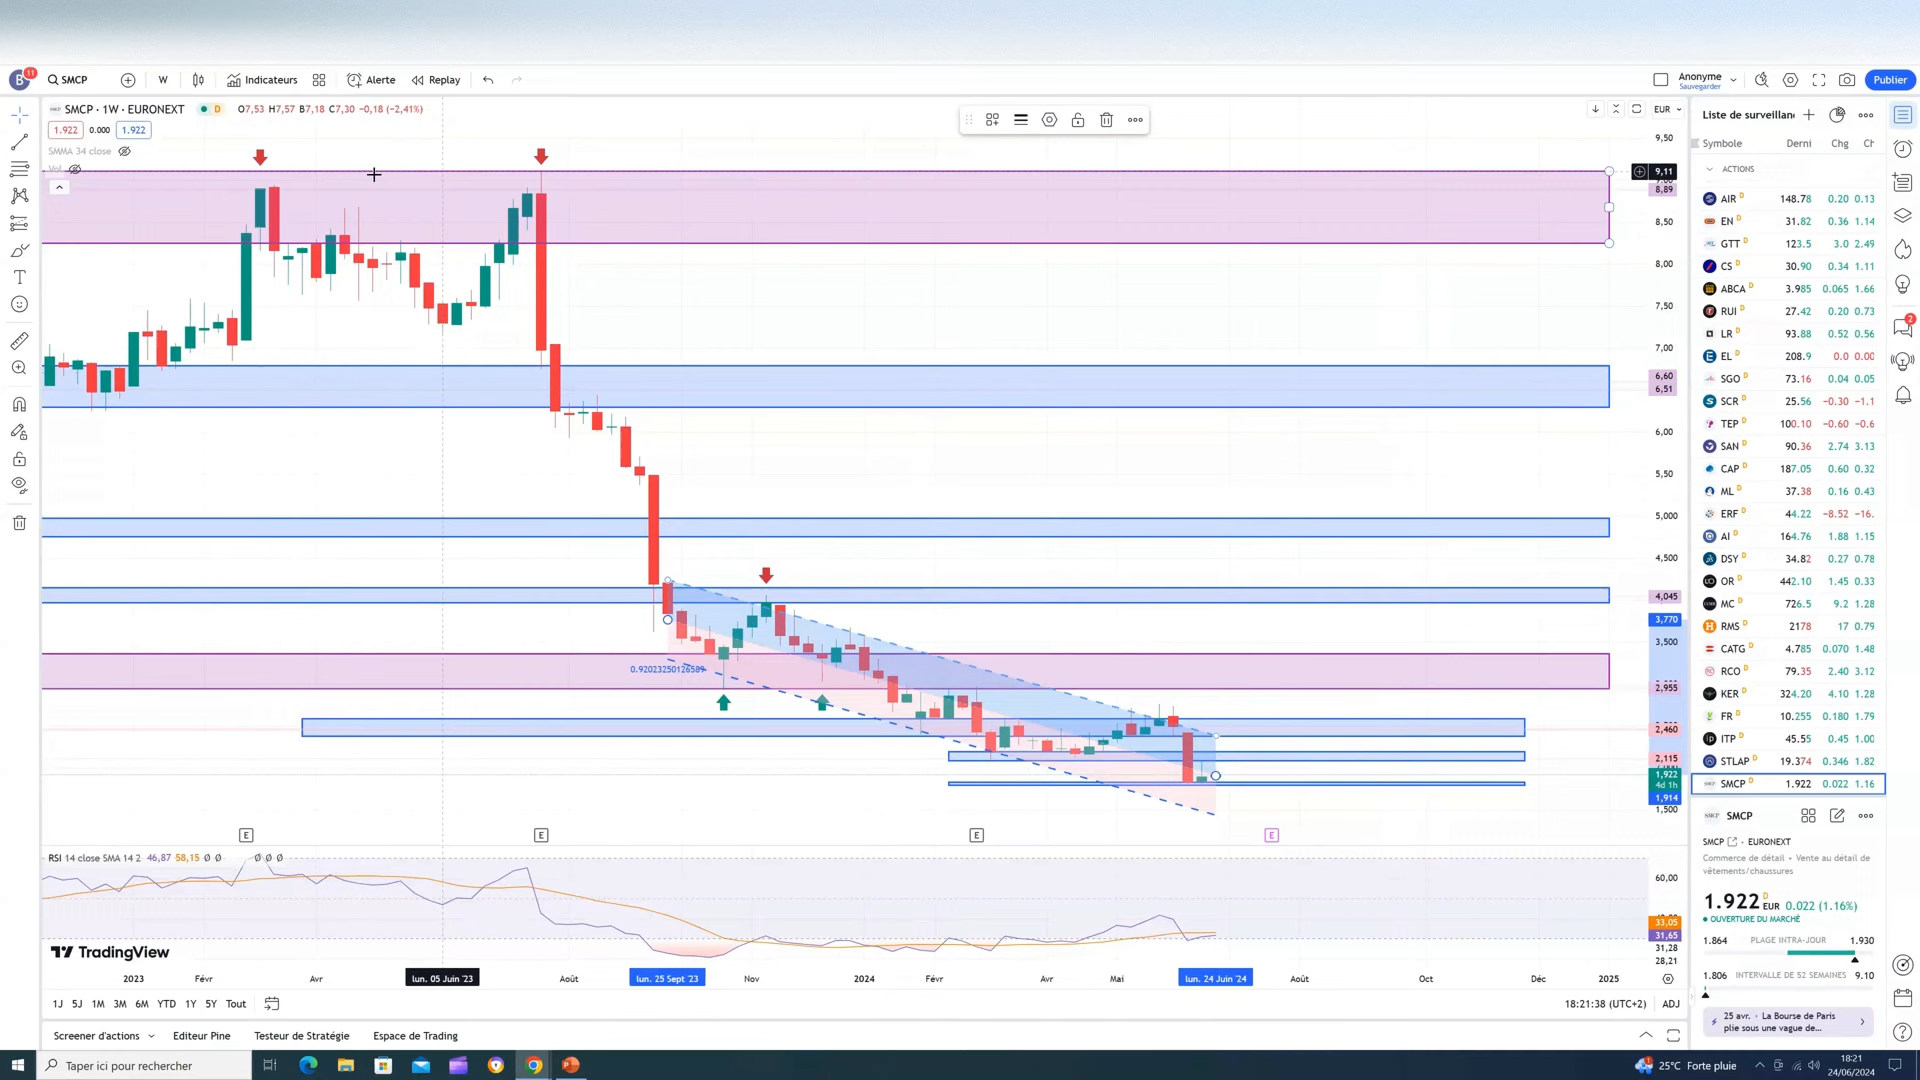 B 11 SMCP W Indicateurs Alerte Replay Anonyme Sauvegarder Publier
SMCP · 1W · EURONEXT D O7,53 H7,57 B7,18 C7,30 −0,18 (−2,41%)
1.922 0.000 1.922
SMMA 34 close
Vol
EUR
9,50
9,11
8,89
8,50
8,00
7,50
7,00
6,60
6,51
6,00
5,50
5,000
4,500
4,045
3,770
3,500
2,955
2,460
2,115
1,922
4d 1h
1,914
1,500
0.92023250126589
E E E E
RSI 14 close SMA 14 2 46,87 58,15 Ø Ø Ø Ø Ø
60,00
33,05
31,65
31,28
28,21
TradingView
2023 Févr Avr lun. 05 Juin '23 Août lun. 25 Sept '23 Nov 2024 Févr Avr Mai lun. 24 Juin '24 Août Oct Déc 2025
1J 5J 1M 3M 6M YTD 1Y 5Y Tout 18:21:38 (UTC+2) ADJ
Screener d'actions Editeur Pine Testeur de Stratégie Espace de Trading
Liste de surveillan
Symbole Derni Chg Ch
ACTIONS
AIR D 148.78 0.20 0.13
EN D 31.82 0.36 1.14
GTT D 123.5 3.0 2.49
CS D 30.90 0.34 1.11
ABCA D 3.985 0.065 1.66
RUI D 27.42 0.20 0.73
LR D 93.88 0.52 0.56
EL D 208.9 0.0 0.00
SGO D 73.16 0.04 0.05
SCR D 25.56 −0.30 −1.1
TEP D 100.10 −0.60 −0.6
SAN D 90.36 2.74 3.13
CAP D 187.05 0.60 0.32
ML D 37.38 0.16 0.43
ERF D 44.22 −8.52 −16.
AI D 164.76 1.88 1.15
DSY D 34.82 0.27 0.78
OR D 442.10 1.45 0.33
MC D 726.5 9.2 1.28
RMS D 2178 17 0.79
CATG D 4.785 0.070 1.48
RCO D 79.35 2.40 3.12
KER D 324.20 4.10 1.28
FR D 10.255 0.180 1.79
ITP D 45.55 0.45 1.00
STLAP D 19.374 0.346 1.82
SMCP D 1.922 0.022 1.16
SMCP
SMCP · EURONEXT
Commerce de détail • Vente au détail de
vêtements/chaussures
1.922 D EUR 0.022 (1.16%)
OUVERTURE DU MARCHÉ
1.864 PLAGE INTRA-JOUR 1.930
1.806 INTERVALLE DE 52 SEMAINES 9.10
25 avr. · La Bourse de Paris
plie sous une vague de…
2
Taper ici pour rechercher
25°C Forte pluie
18:21
24/06/2024